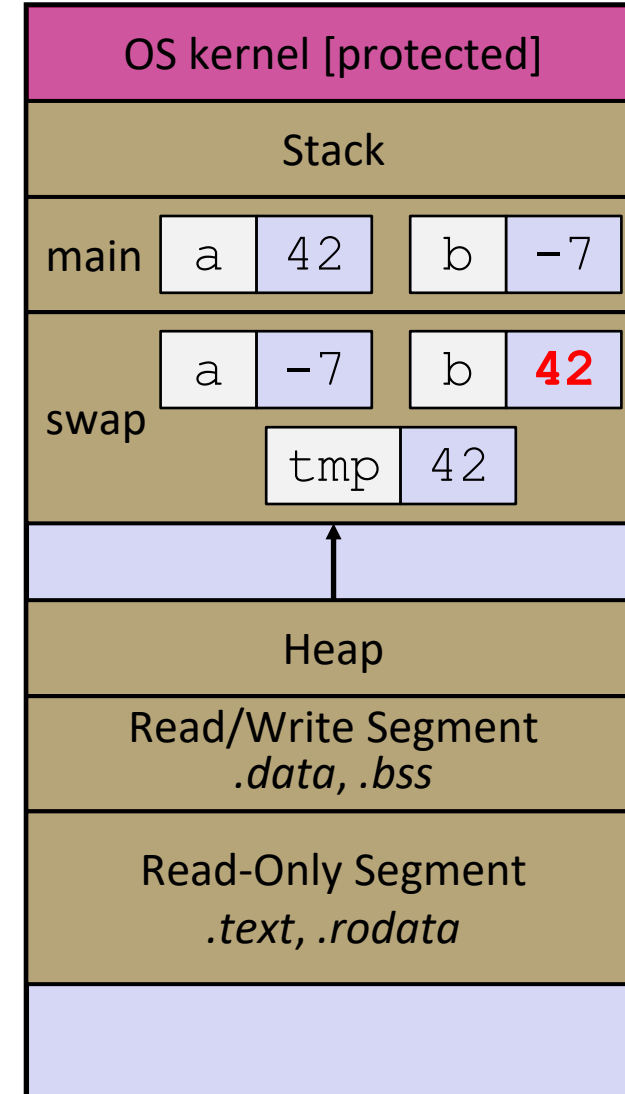 OS kernel [protected]
Stack
main a 42 b -7
a -7 b 42
swap
tmp 42
Heap
Read/Write Segment
.data, .bss
Read-Only Segment
.text, .rodata